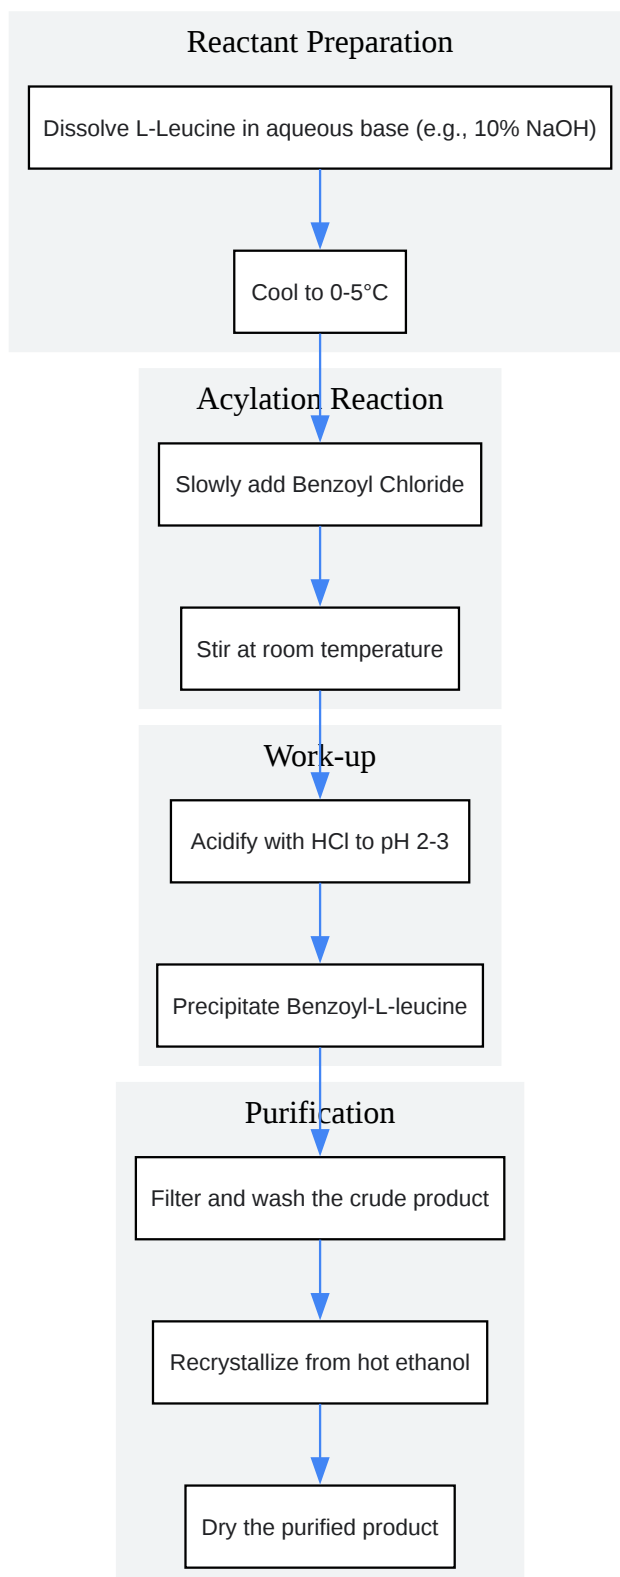 Reactant Preparation
Dissolve L-Leucine in aqueous base (e.g., 10% NaOH)
Cool to 0-5°C
Acylation Reaction
Slowly add Benzoyl Chloride
Stir at room temperature
Work-up
Acidify with HCl to pH 2-3
Precipitate Benzoyl-L-leucine
Purification
Filter and wash the crude product
Recrystallize from hot ethanol
Dry the purified product